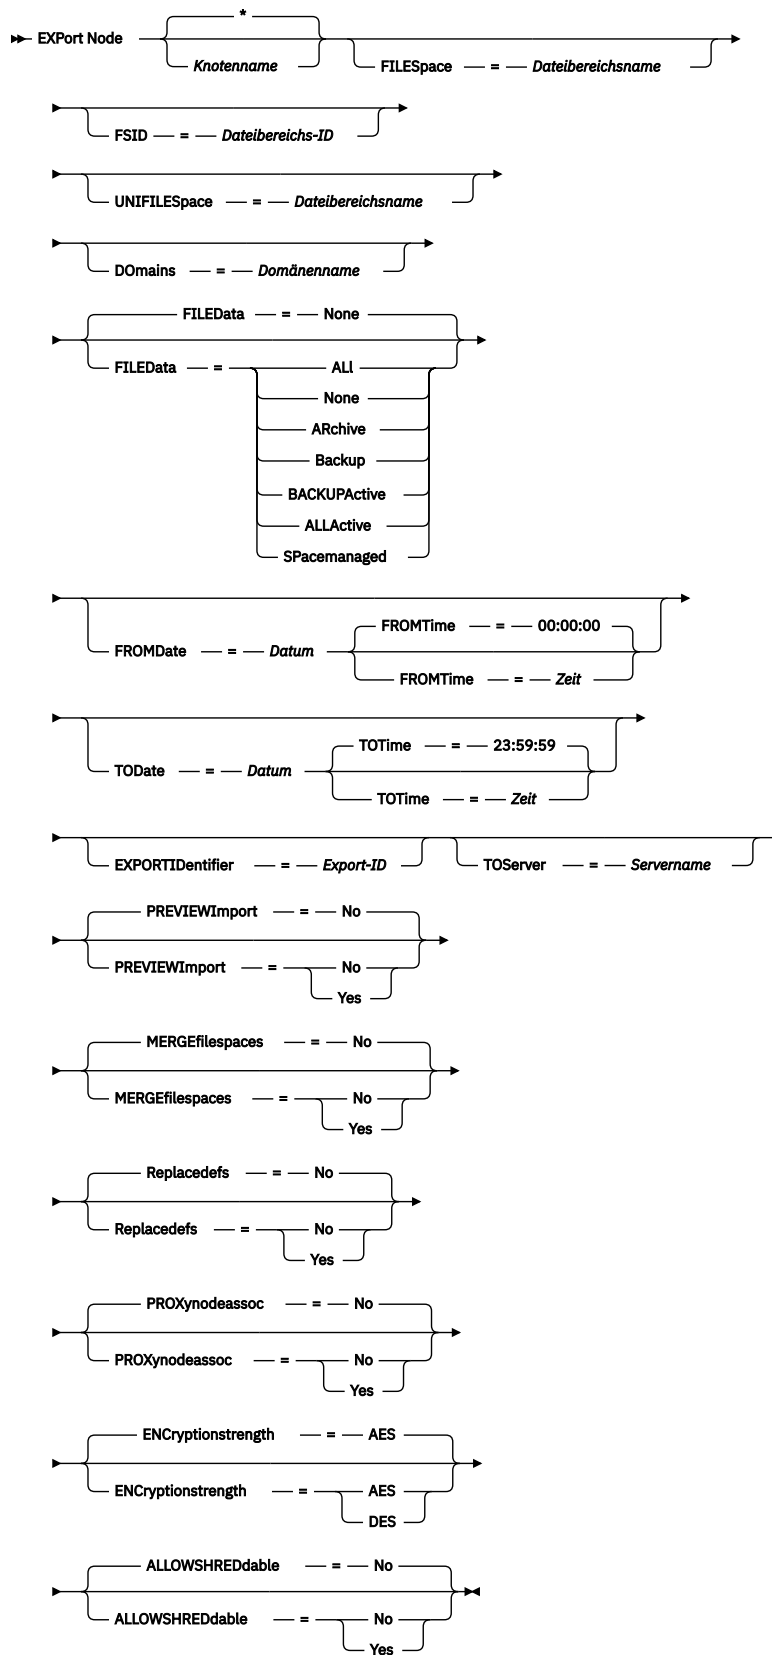 *
EXPort Node
Knotenname
FILESpace = Dateibereichsname
FSID = Dateibereichs-ID
UNIFILESpace = Dateibereichsname
DOmains = Domänenname
FILEData = None
FILEData = ALl
None
ARchive
Backup
BACKUPActive
ALLActive
SPacemanaged
FROMTime = 00:00:00
FROMDate = Datum
FROMTime = Zeit
TOTime = 23:59:59
TODate = Datum
TOTime = Zeit
EXPORTIDentifier = Export-ID TOServer = Servername
PREVIEWImport = No
PREVIEWImport = No
Yes
MERGEfilespaces = No
MERGEfilespaces = No
Yes
Replacedefs = No
Replacedefs = No
Yes
PROXynodeassoc = No
PROXynodeassoc = No
Yes
ENCryptionstrength = AES
ENCryptionstrength = AES
DES
ALLOWSHREDdable = No
ALLOWSHREDdable = No
Yes